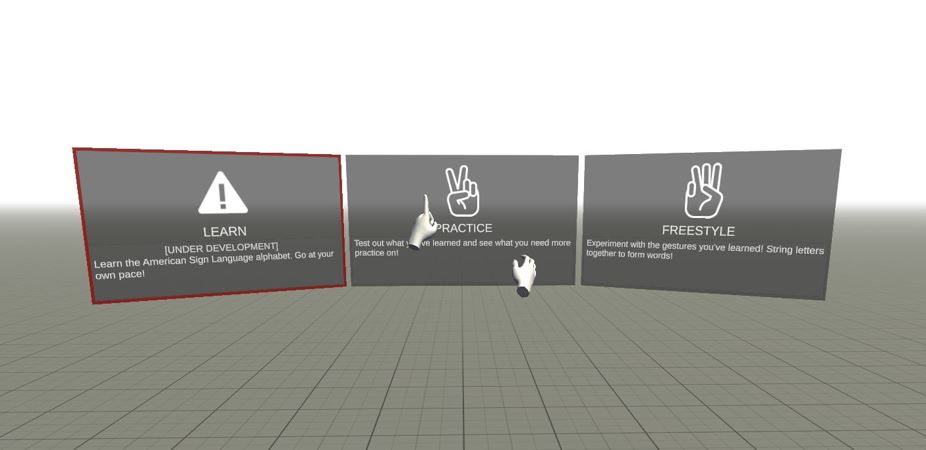 LEARN
[UNDER DEVELOPMENT]
Learn the American Sign Language alphabet. Go at your
own pace!
PRACTICE
Test out what ve learned and see what you need more
practice on!
FREESTYLE
Experiment with the gestures you've learned! String letters
together to form words!